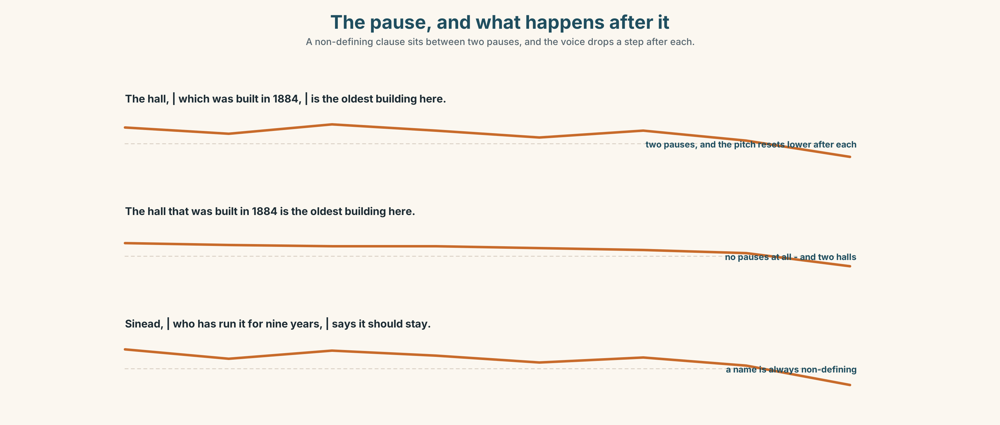 The pause, and what happens after it
A non-defining clause sits between two pauses, and the voice drops a step after each.
The hall, | which was built in 1884, | is the oldest building here.
two pauses, and the pitch resets lower after each
The hall that was built in 1884 is the oldest building here.
no pauses at all - and two halls
Sinead, | who has run it for nine years, | says it should stay.
a name is always non-defining